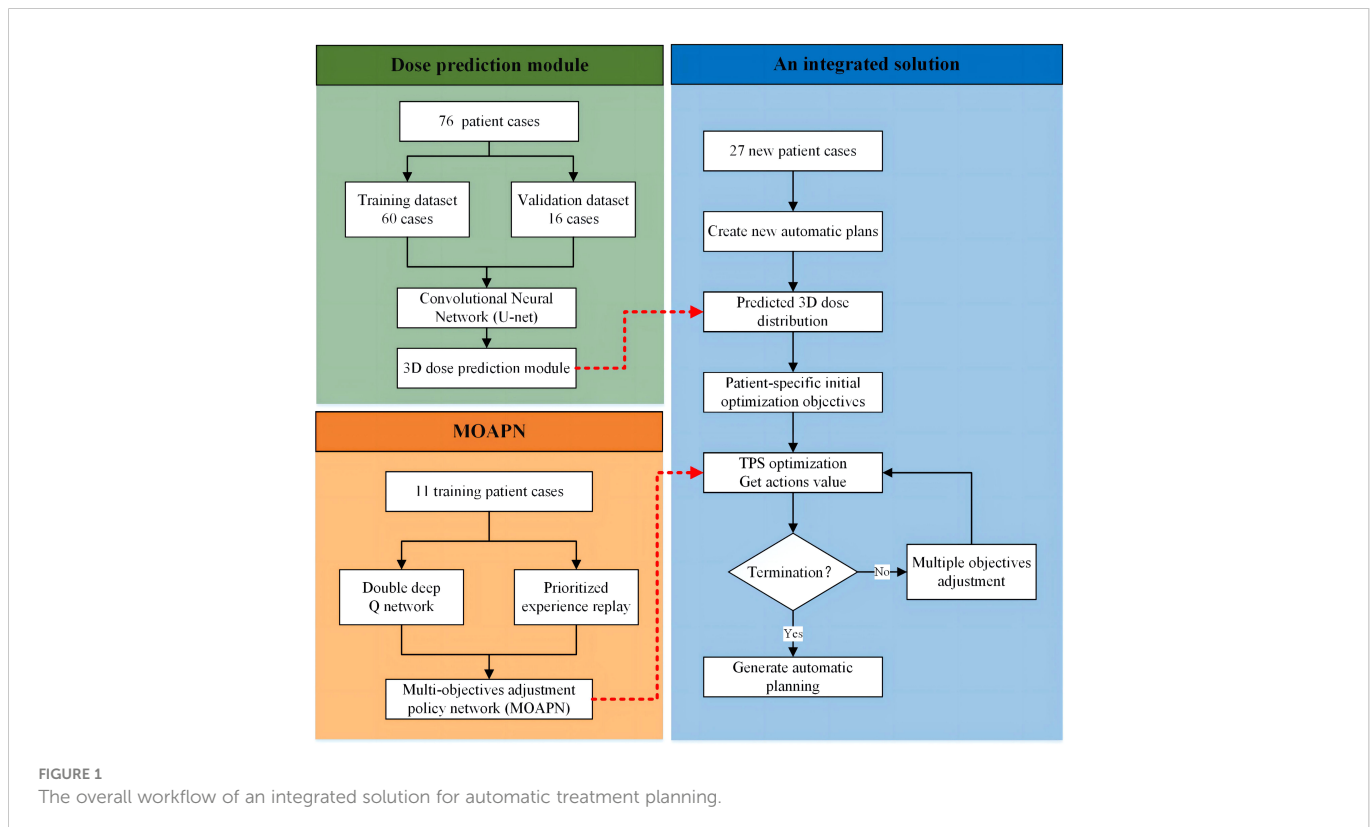 Dose prediction module
76 patient cases
Training dataset
60 cases
Validation dataset
16 cases
Convolutional Neural
Network (U-net)
3D dose prediction module
MOAPN
11 training patient cases
Double deep
Q network
Prioritized
experience replay
Multi-objectives adjustment
policy network (MOAPN)
An integrated solution
27 new patient cases
Create new automatic plans
Predicted 3D dose
distribution
Patient-specific initial
optimization objectives
TPS optimization
Get actions value
Termination?
No
Multiple objectives
adjustment
Yes
Generate automatic
planning
FIGURE 1
The overall workflow of an integrated solution for automatic treatment planning.